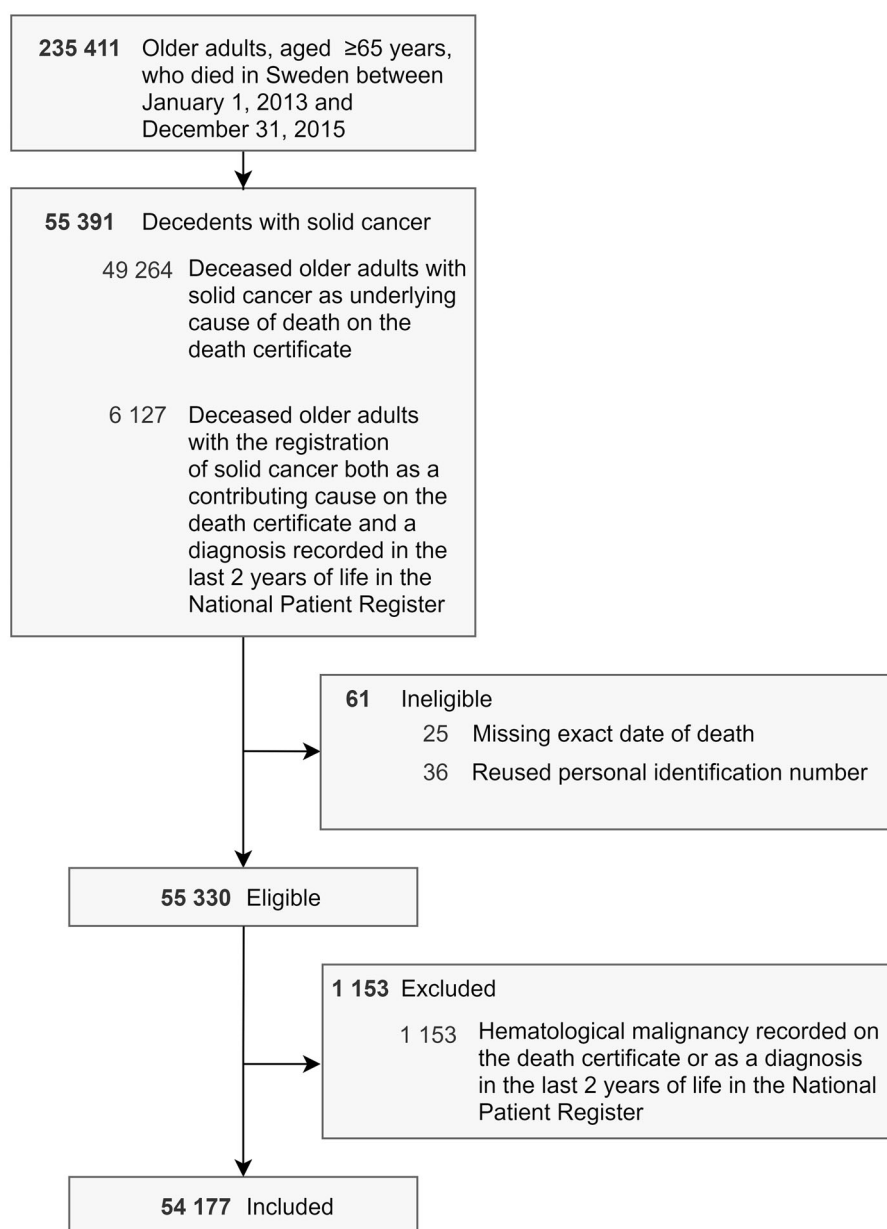 235 411 Older adults, aged ≥65 years,
who died in Sweden between
January 1, 2013 and
December 31, 2015
55 391 Decedents with solid cancer
49 264 Deceased older adults with
solid cancer as underlying
cause of death on the
death certificate
6 127 Deceased older adults
with the registration
of solid cancer both as a
contributing cause on the
death certificate and a
diagnosis recorded in the
last 2 years of life in the
National Patient Register
61 Ineligible
25 Missing exact date of death
36 Reused personal identification number
55 330 Eligible
1 153 Excluded
1 153 Hematological malignancy recorded on
the death certificate or as a diagnosis
in the last 2 years of life in the National
Patient Register
54 177 Included